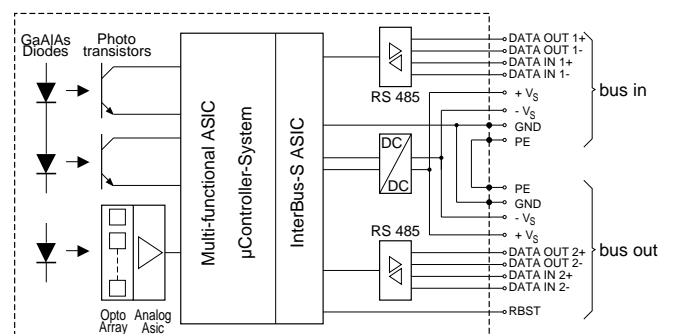 GaAlAs
Diodes
Photo
transistors
Opto
Array
Analog
Asic
Multi-functional ASIC
µController-System
InterBus-S ASIC
RS 485
DC
DC
RS 485
DATA OUT 1+
DATA OUT 1-
DATA IN 1+
DATA IN 1-
+ VS
- VS
GND
PE
bus in
PE
GND
- VS
+ VS
DATA OUT 2+
DATA OUT 2-
DATA IN 2+
DATA IN 2-
RBST
bus out